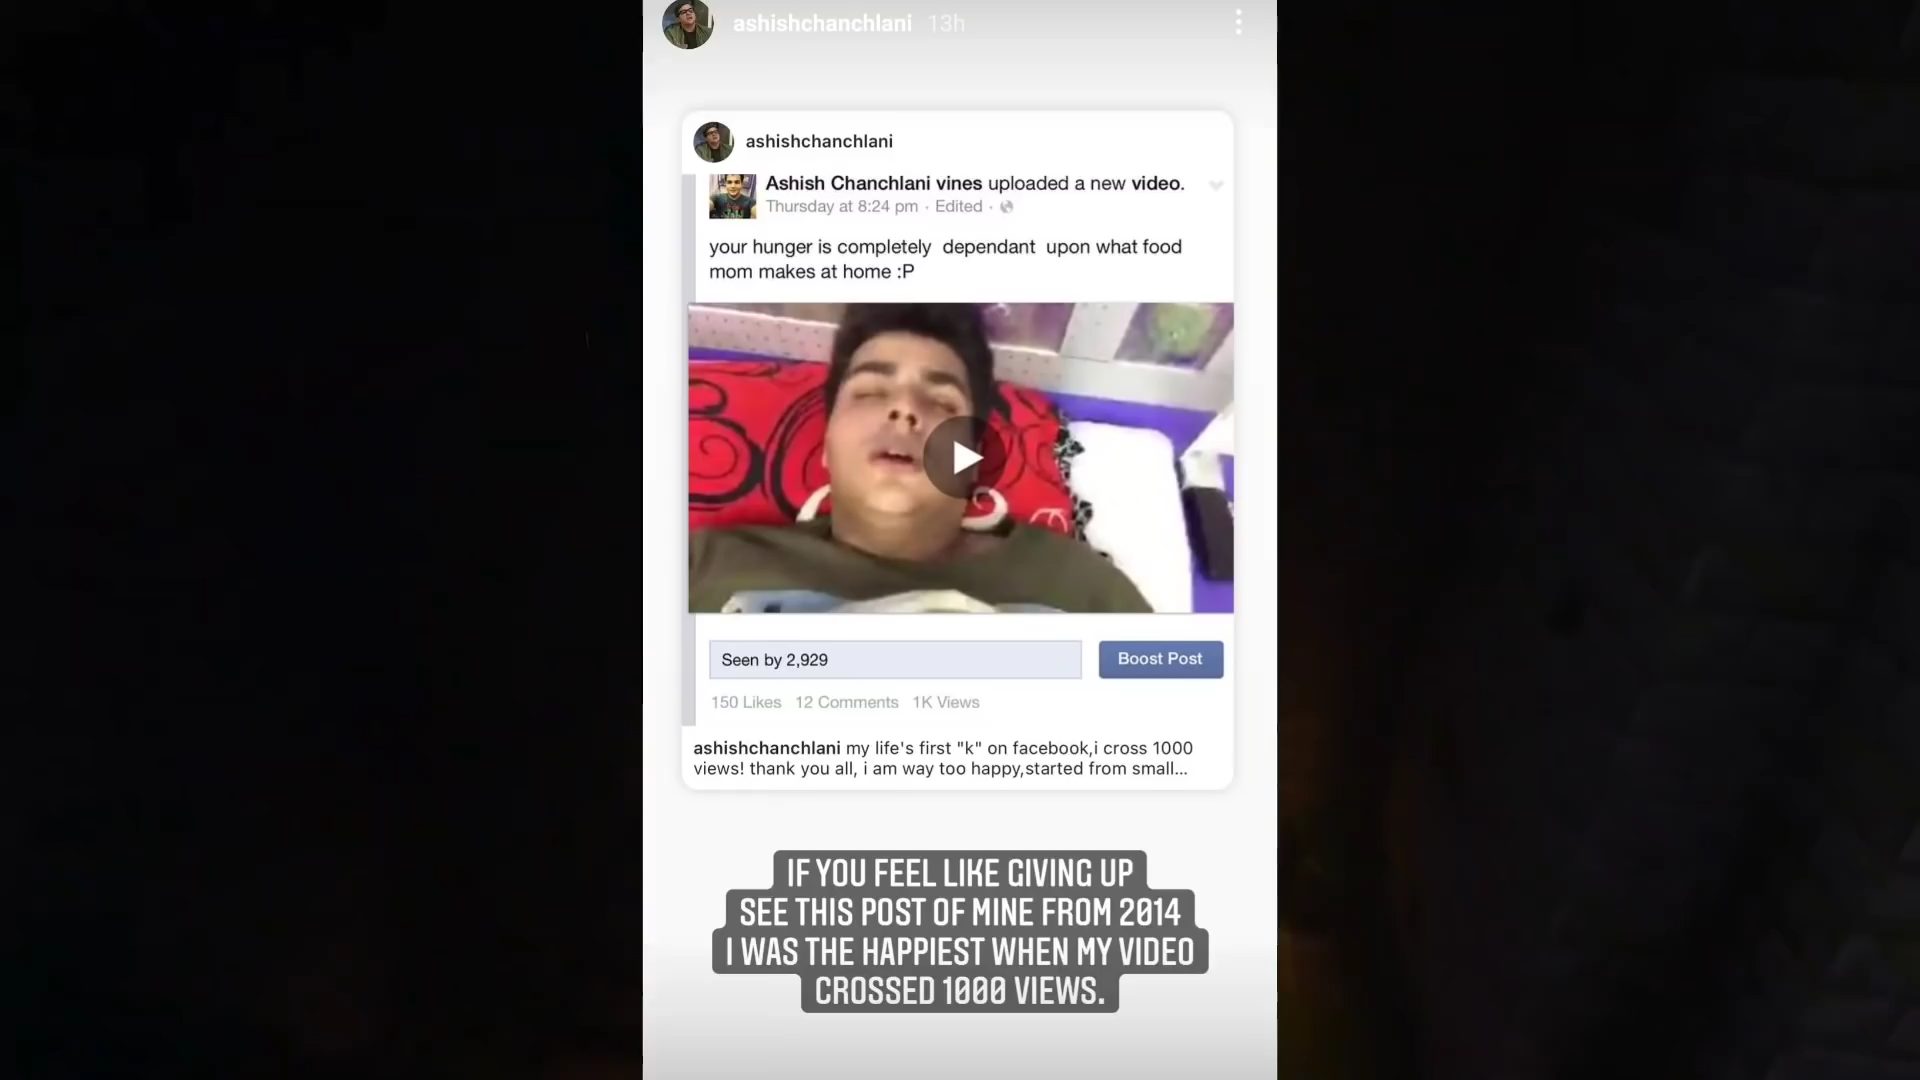 ashishchanchlani 13h
ashishchanchlani
Ashish Chanchlani vines uploaded a new video.
Thursday at 8:24 pm · Edited ·
your hunger is completely dependant upon what food
mom makes at home :P
Seen by 2,929
Boost Post
150 Likes 12 Comments 1K Views
ashishchanchlani my life's first "k" on facebook,i cross 1000
views! thank you all, i am way too happy,started from small...
IF YOU FEEL LIKE GIVING UP
SEE THIS POST OF MINE FROM 2014
I WAS THE HAPPIEST WHEN MY VIDEO
CROSSED 1000 VIEWS.